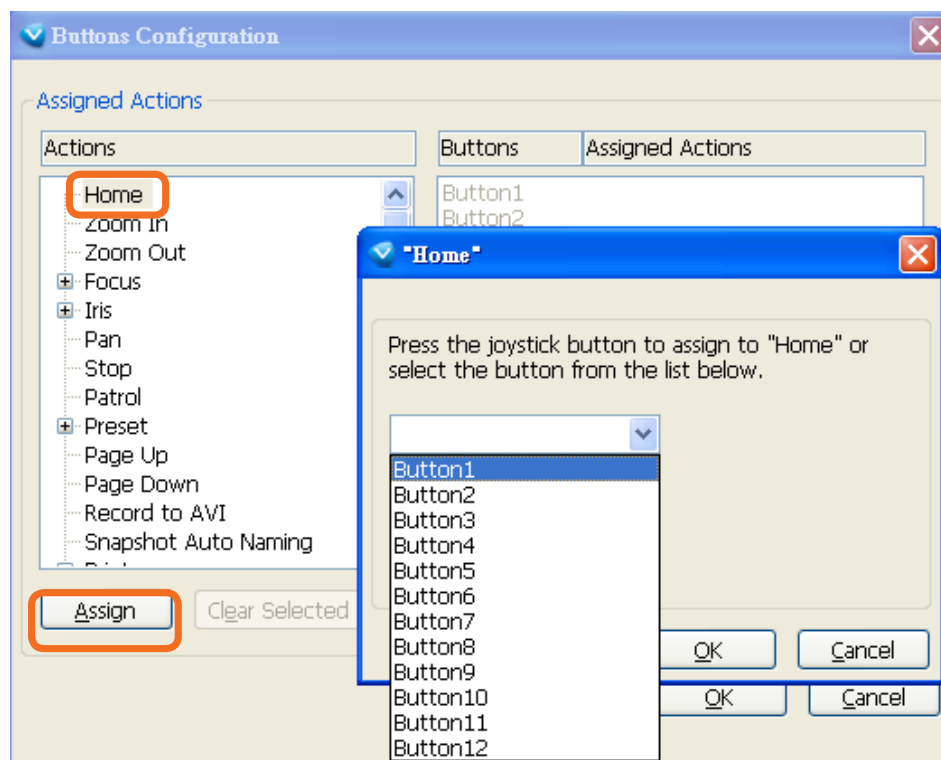 Buttons Configuration
Assigned Actions
Actions
Buttons
Assigned Actions
Home
Zoom In
Zoom Out
Focus
Iris
Pan
Stop
Patrol
Preset
Page Up
Page Down
Record to AVI
Snapshot Auto Naming
Button1
Button2
Assign
Clear Selected
"Home"
Press the joystick button to assign to "Home" or
select the button from the list below.
Button1
Button2
Button3
Button4
Button5
Button6
Button7
Button8
Button9
Button10
Button11
Button12
OK
Cancel
OK
Cancel